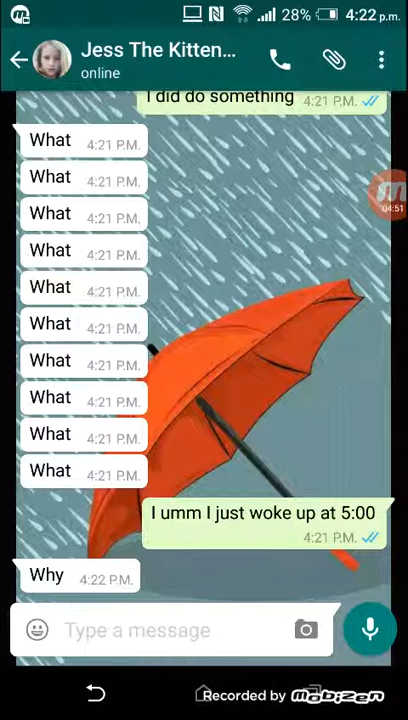 28% 4:22 p.m.
Jess The Kitten...
online
I did do something 4:21 P.M.
What 4:21 P.M.
What 4:21 P.M.
What 4:21 P.M.
What 4:21 P.M.
What 4:21 P.M.
What 4:21 P.M.
What 4:21 P.M.
What 4:21 P.M.
What 4:21 P.M.
What 4:21 P.M.
04:51
I umm I just woke up at 5:00
4:21 P.M.
Why 4:22 P.M.
Type a message
Recorded by mobizen